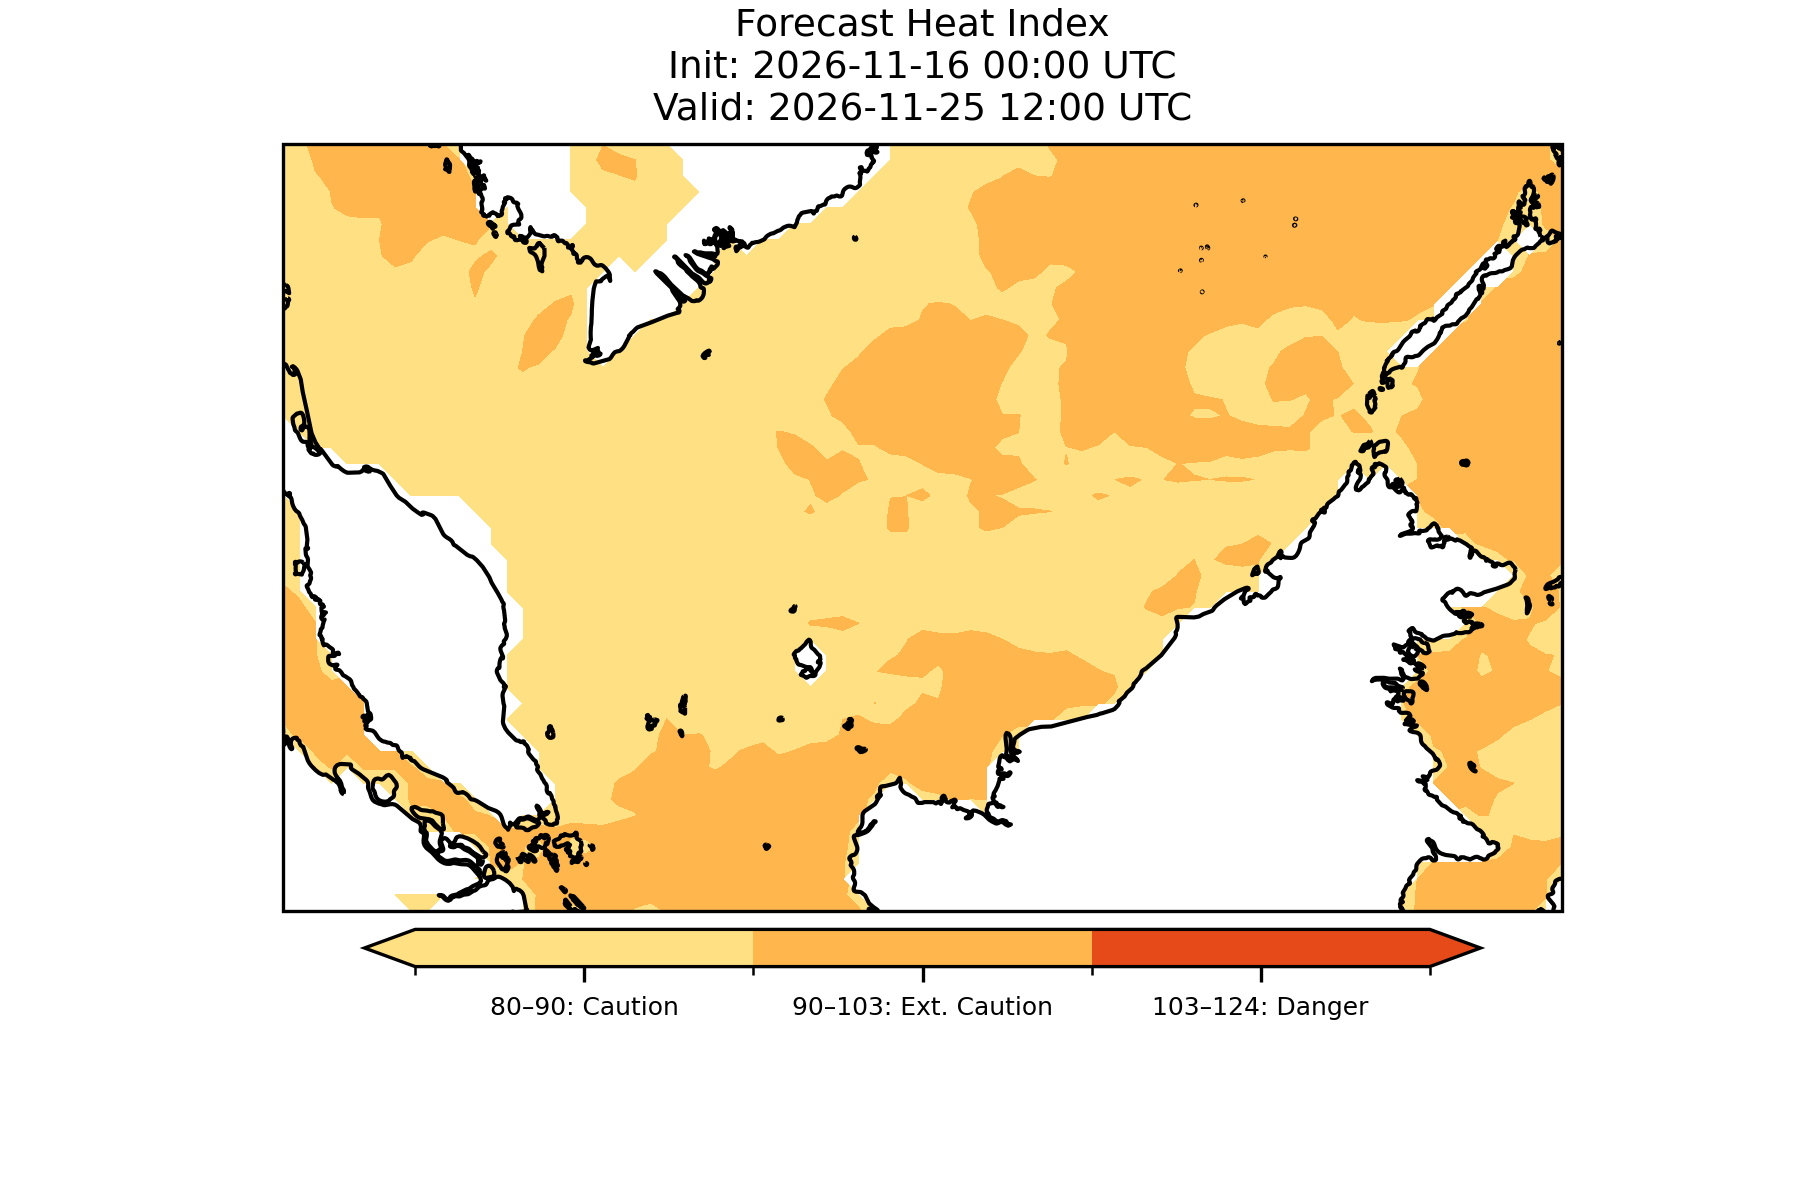 Forecast Heat Index
Init: 2026-11-16 00:00 UTC
Valid: 2026-11-25 12:00 UTC
80–90: Caution
90–103: Ext. Caution
103–124: Danger